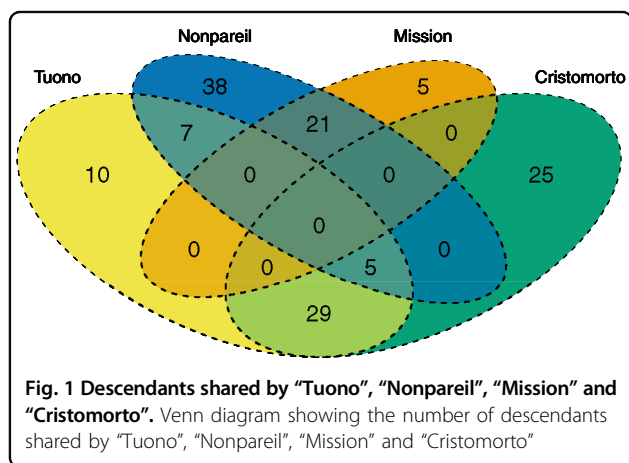 Nonpareil Mission
Tuono Cristomorto
38 5
7 21 0
10 0 0 25
0
0 0 5 0
29
Fig. 1 Descendants shared by “Tuono”, “Nonpareil”, “Mission” and
“Cristomorto”. Venn diagram showing the number of descendants
shared by “Tuono”, “Nonpareil”, “Mission” and “Cristomorto”